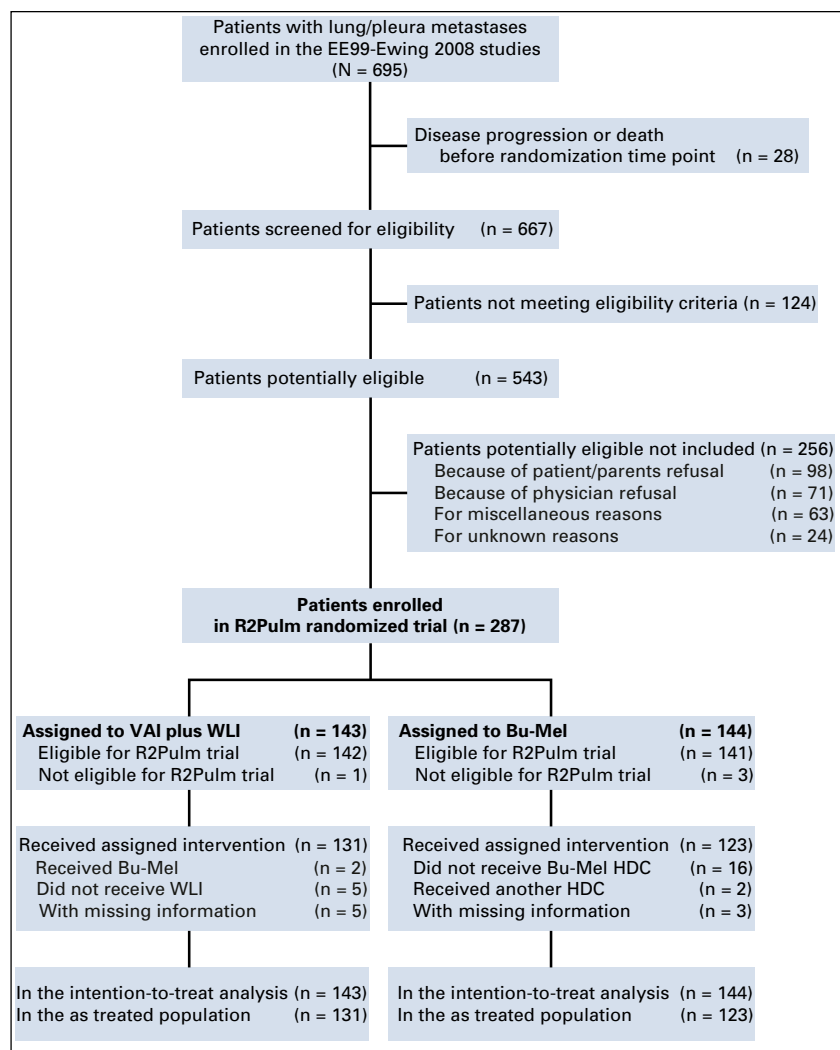 Patients with lung/pleura metastases
enrolled in the EE99-Ewing 2008 studies
(N = 695)
Disease progression or death
before randomization time point (n = 28)
Patients screened for eligibility (n = 667)
Patients not meeting eligibility criteria (n = 124)
Patients potentially eligible (n = 543)
Patients potentially eligible not included (n = 256)
Because of patient/parents refusal (n = 98)
Because of physician refusal (n = 71)
For miscellaneous reasons (n = 63)
For unknown reasons (n = 24)
Patients enrolled
in R2Pulm randomized trial (n = 287)
Assigned to VAI plus WLI (n = 143)
Eligible for R2Pulm trial (n = 142)
Not eligible for R2Pulm trial (n = 1)
Assigned to Bu-Mel (n = 144)
Eligible for R2Pulm trial (n = 141)
Not eligible for R2Pulm trial (n = 3)
Received assigned intervention (n = 131)
Received Bu-Mel (n = 2)
Did not receive WLI (n = 5)
With missing information (n = 5)
Received assigned intervention (n = 123)
Did not receive Bu-Mel HDC (n = 16)
Received another HDC (n = 2)
With missing information (n = 3)
In the intention-to-treat analysis (n = 143)
In the as treated population (n = 131)
In the intention-to-treat analysis (n = 144)
In the as treated population (n = 123)